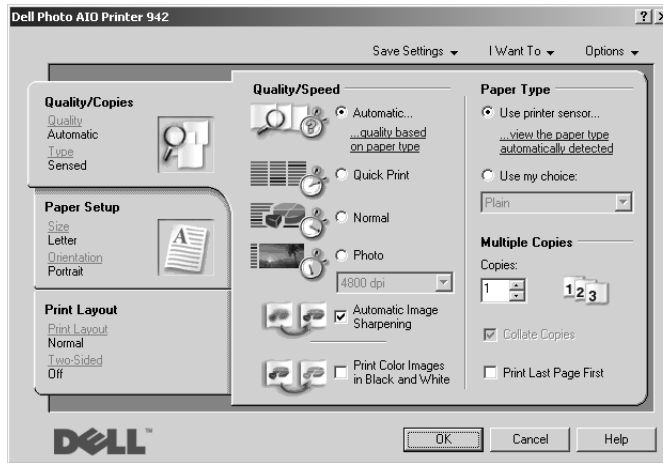 Dell Photo AIO Printer 942
Save Settings
I Want To
Options
Quality/Copies
Quality
Automatic
Type
Sensed
Paper Setup
Size
Letter
Orientation
Portrait
Print Layout
Print Layout
Normal
Two-Sided
Off
Quality/Speed
Automatic...
...quality based
on paper type
Quick Print
Normal
Photo
4800 dpi
Automatic Image
Sharpening
Print Color Images
in Black and White
Paper Type
Use printer sensor...
...view the paper type
automatically detected
Use my choice:
Plain
Multiple Copies
Copies:
1
1 2 3
Collate Copies
Print Last Page First
DELL™
OK
Cancel
Help